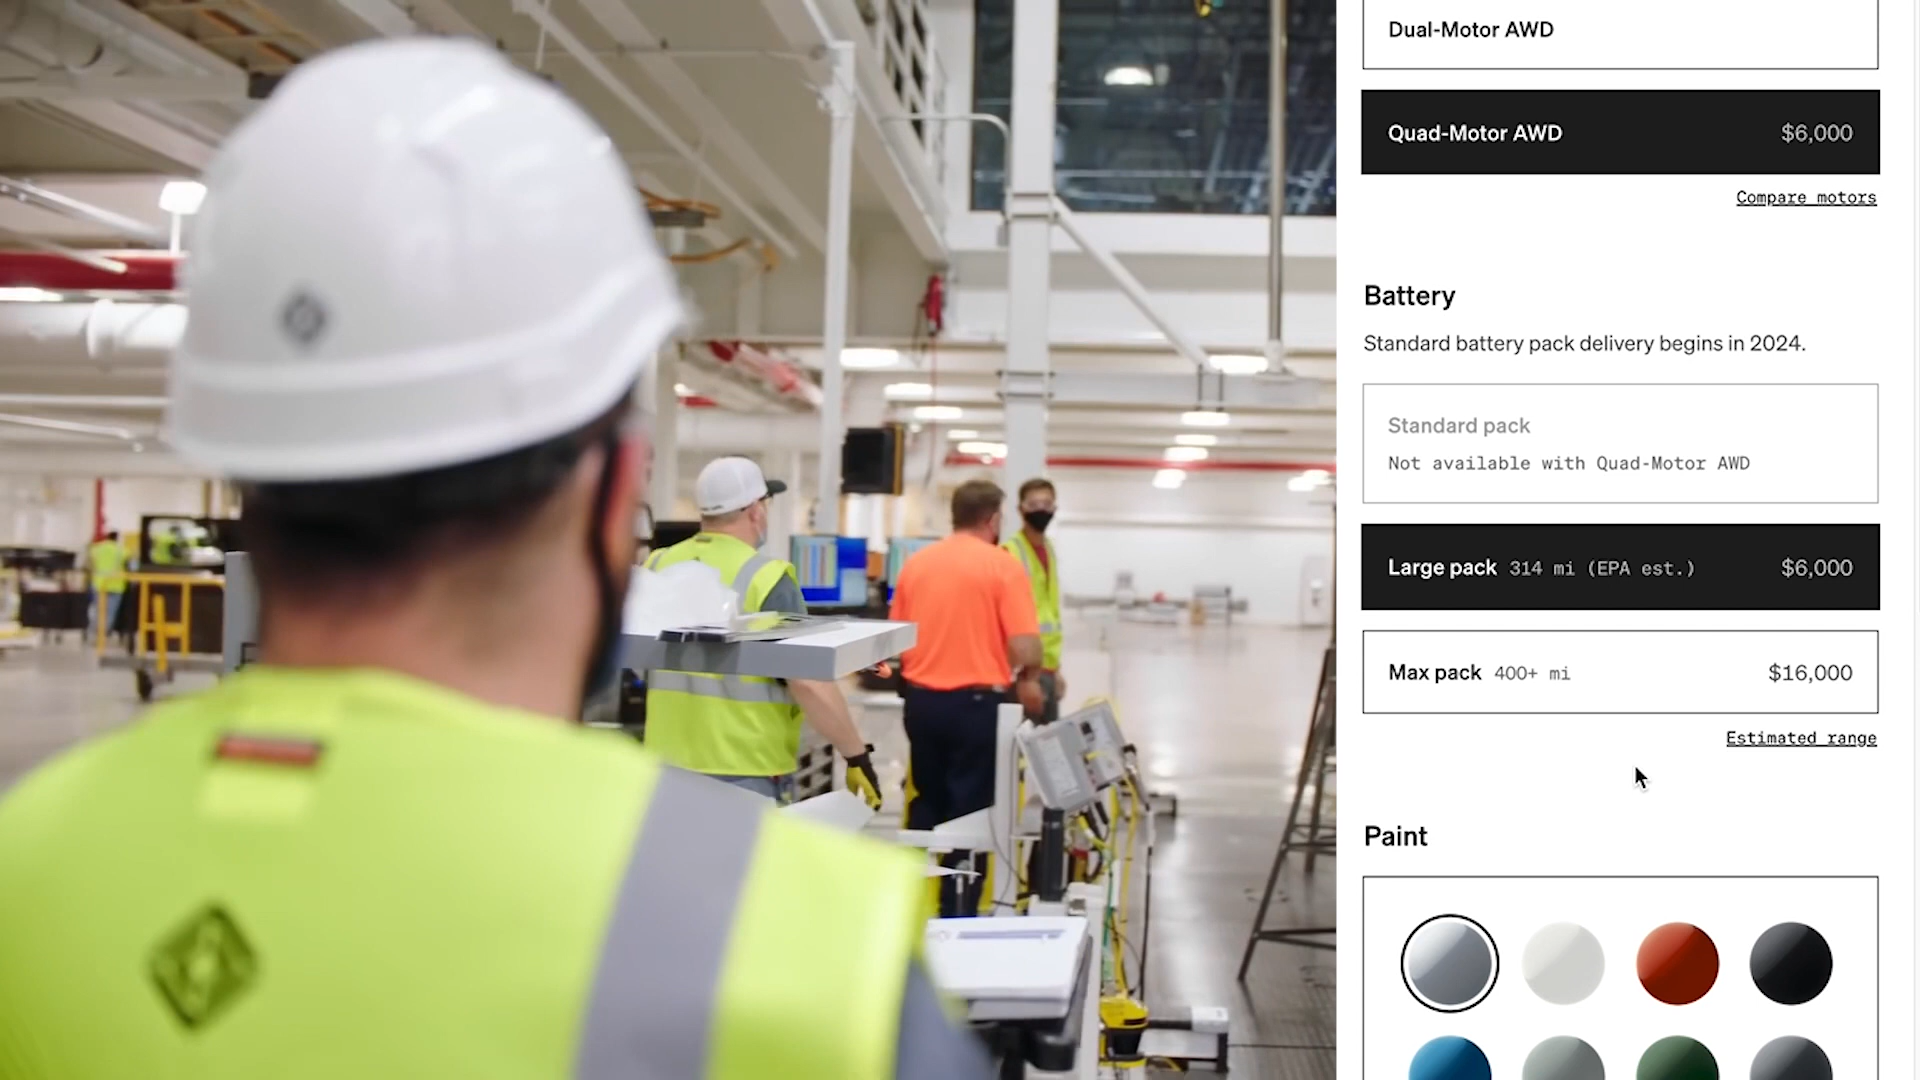 Dual-Motor AWD
Quad-Motor AWD $6,000
Compare motors
Battery
Standard battery pack delivery begins in 2024.
Standard pack
Not available with Quad-Motor AWD
Large pack 314 mi (EPA est.) $6,000
Max pack 400+ mi $16,000
Estimated range
Paint